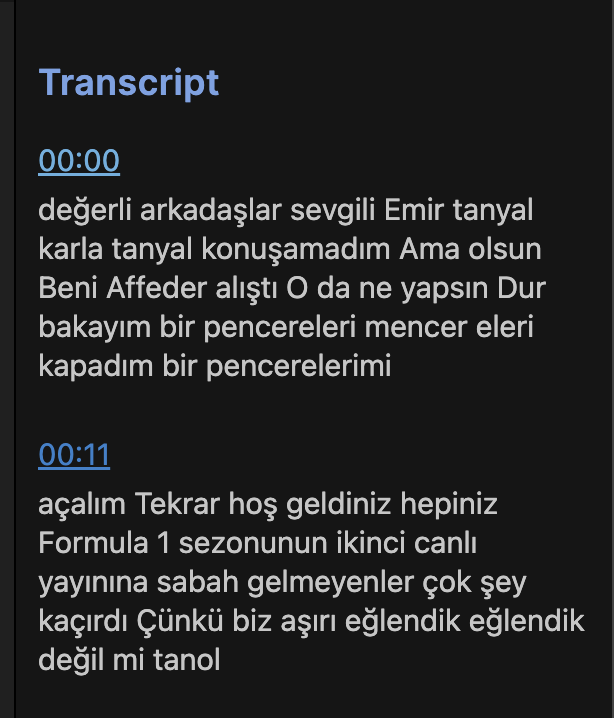 Transcript
00:00
değerli arkadaşlar sevgili Emir tanyal
karla tanyal konuşamadım Ama olsun
Beni Affeder alıştı O da ne yapsın Dur
bakayım bir pencereleri mencer eleri
kapadım bir pencerelerimi
00:11
açalım Tekrar hoş geldiniz hepiniz
Formula 1 sezonunun ikinci canlı
yayınına sabah gelmeyenler çok şey
kaçırdı Çünkü biz aşırı eğlendik eğlendik
değil mi tanol